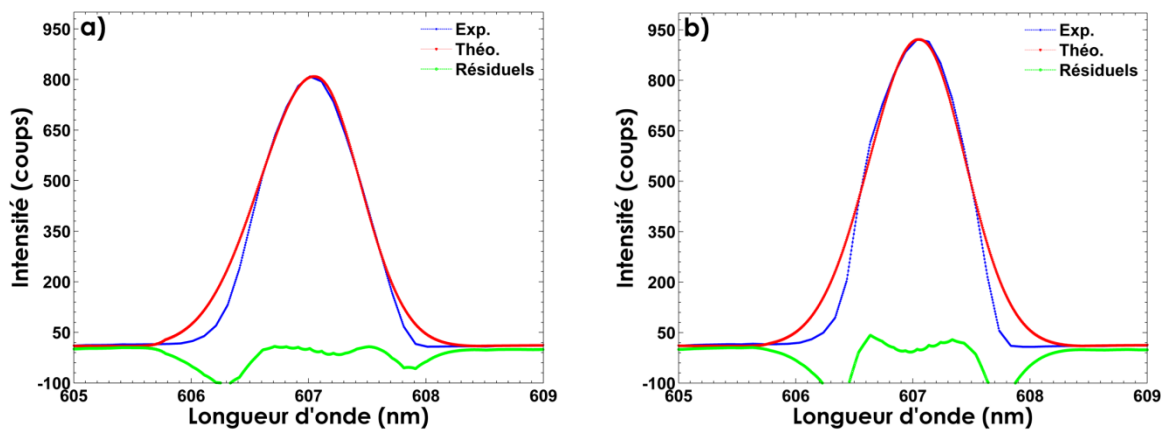 a)
Exp.
Théo.
Résiduels
950
800
650
500
350
200
50
-100
605 606 607 608 609
Intensité (coups)
Longueur d'onde (nm)
b)
Exp.
Théo.
Résiduels
950
800
650
500
350
200
50
-100
605 606 607 608 609
Intensité (coups)
Longueur d'onde (nm)